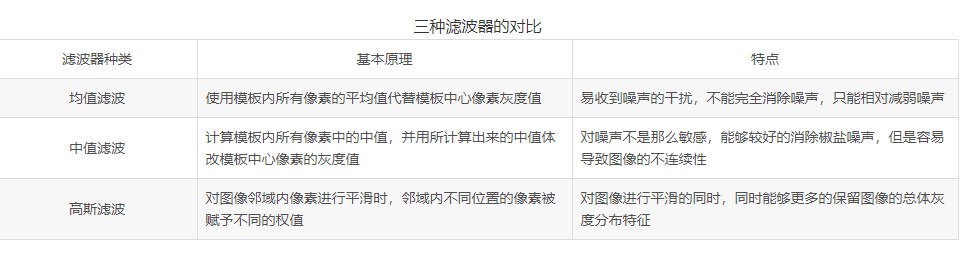 三种滤波器的对比
滤波器种类 基本原理 特点
均值滤波 使用模板内所有像素的平均值代替模板中心像素灰度值 易收到噪声的干扰，不能完全消除噪声，只能相对减弱噪声
中值滤波
计算模板内所有像素中的中值，并用所计算出来的中值体
改模板中心像素的灰度值
对噪声不是那么敏感，能够较好的消除椒盐噪声，但是容易
导致图像的不连续性
高斯滤波
对图像邻域内像素进行平滑时，邻域内不同位置的像素被
赋予不同的权值
对图像进行平滑的同时，同时能够更多的保留图像的总体灰
度分布特征